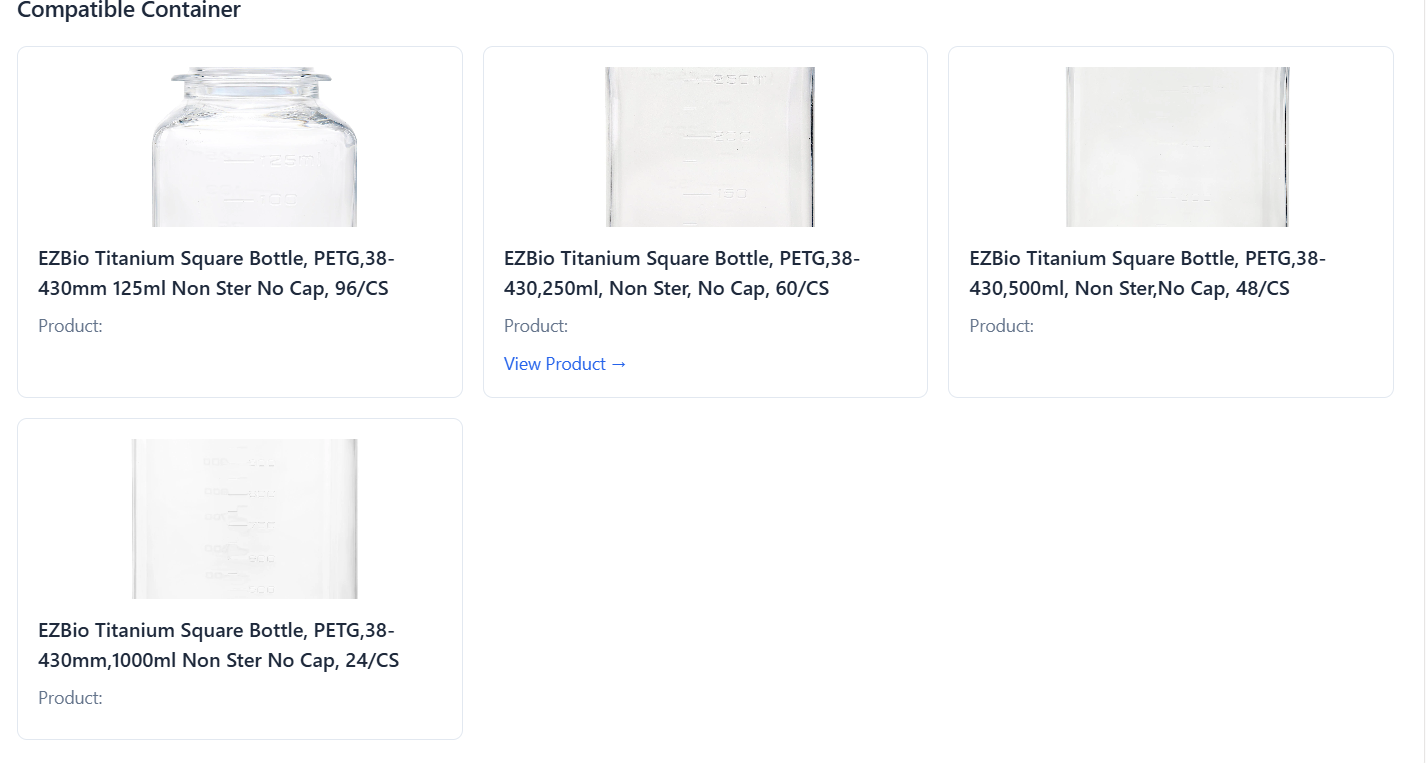 Compatible Container
125ml
100
250ml
200
150
EZBio Titanium Square Bottle, PETG,38-
430mm 125ml Non Ster No Cap, 96/CS
Product:
EZBio Titanium Square Bottle, PETG,38-
430,250ml, Non Ster, No Cap, 60/CS
Product:
View Product →
EZBio Titanium Square Bottle, PETG,38-
430,500ml, Non Ster,No Cap, 48/CS
Product:
EZBio Titanium Square Bottle, PETG,38-
430mm,1000ml Non Ster No Cap, 24/CS
Product: